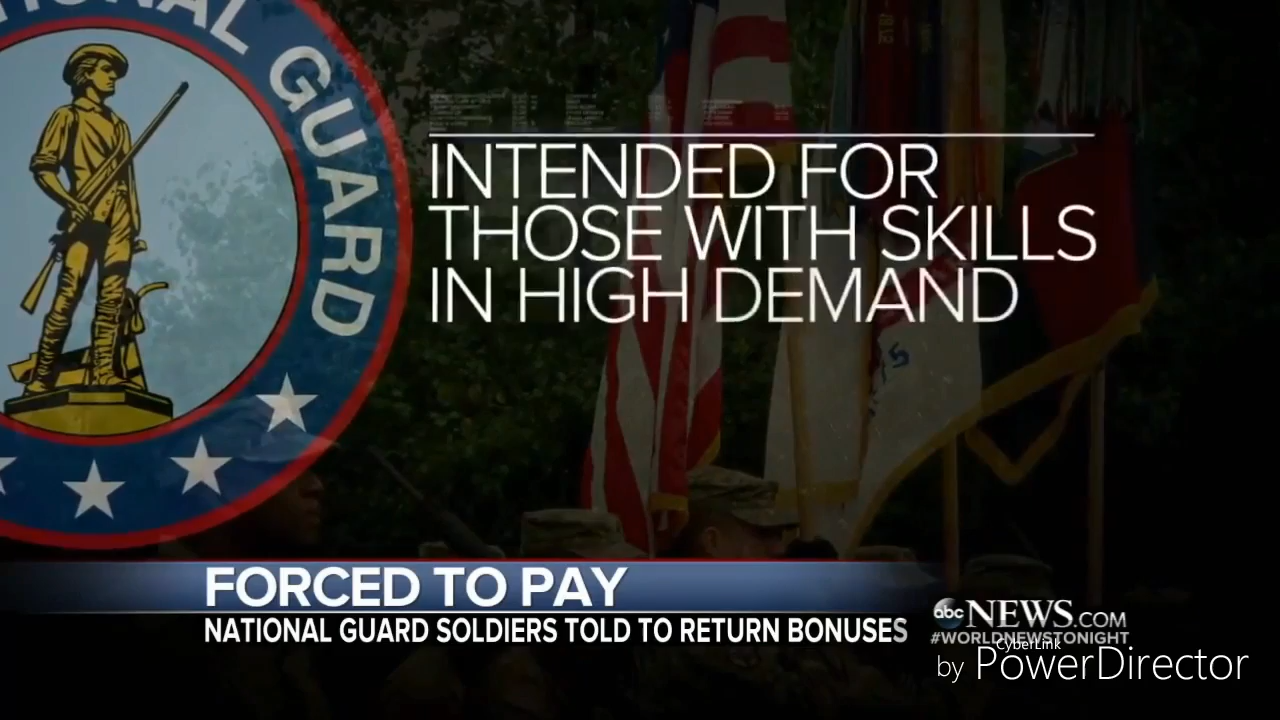 IONAL GUARD
INTENDED FOR
THOSE WITH SKILLS
IN HIGH DEMAND
FORCED TO PAY
NATIONAL GUARD SOLDIERS TOLD TO RETURN BONUSES
abc NEWS.COM
#WORLDNEWSTONIGHT
CyberLink
by PowerDirector